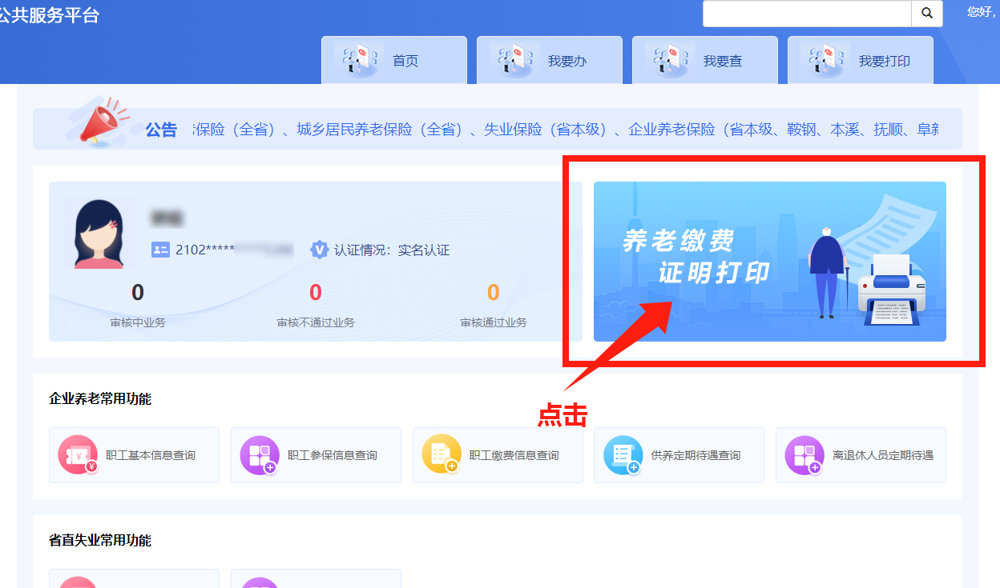 公共服务平台
您好,
首页
我要办
我要查
我要打印
公告
保险（全省）、城乡居民养老保险（全省）、失业保险（省本级）、企业养老保险（省本级、鞍钢、本溪、抚顺、阜新
2102*****
认证情况：实名认证
0
0
0
审核中业务
审核不通过业务
审核通过业务
养老缴费
证明打印
点击
企业养老常用功能
职工基本信息查询
职工参保信息查询
职工缴费信息查询
供养定期待遇查询
离退休人员定期待遇
省直失业常用功能